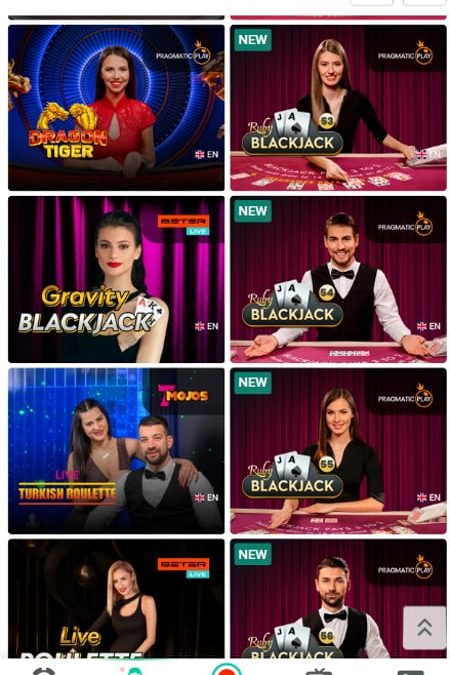 PRAGMATIC PLAY
DRAGON
TIGER
EN
NEW
PRAGMATIC PLAY
J A
53
Ruby
BLACKJACK
EN
BETER
LIVE
Gravity
BLACKJACK
A K
EN
NEW
PRAGMATIC PLAY
J A
54
Ruby
BLACKJACK
EN
7 MOJOS
LIVE
TURKISH ROULETTE
EN
NEW
PRAGMATIC PLAY
J A
55
Ruby
BLACKJACK
EN
BETER
LIVE
Live
ROULETTE
NEW
PRAGMATIC PLAY
J A
56
Ruby
BLACKJACK